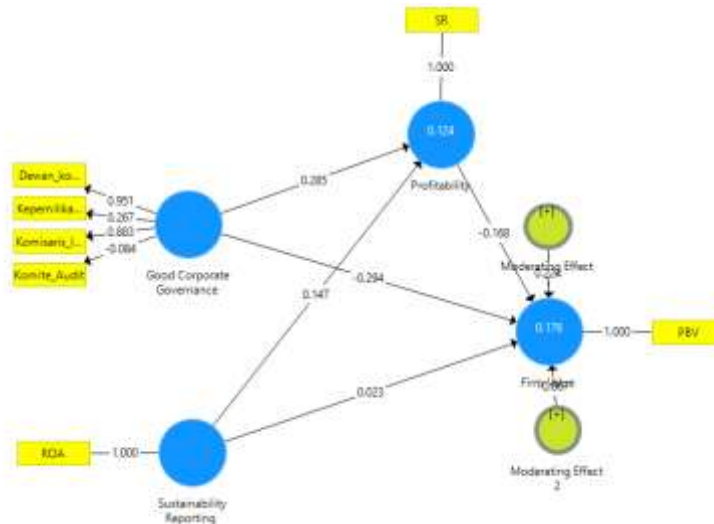 SR
1.000
0.124
Profitability
Dewan_ko...
Kepemilika...
Komisaris_I...
Komite_Audit
0.951
0.267
0.883
-0.084
Good Corporate
Governance
0.285
-0.168
[+]
Moderating Effect
-0.294
0.147
0.176
1.000
PBV
0.023
[+]
Moderating Effect
2
ROA
1.000
Sustainability
Reporting